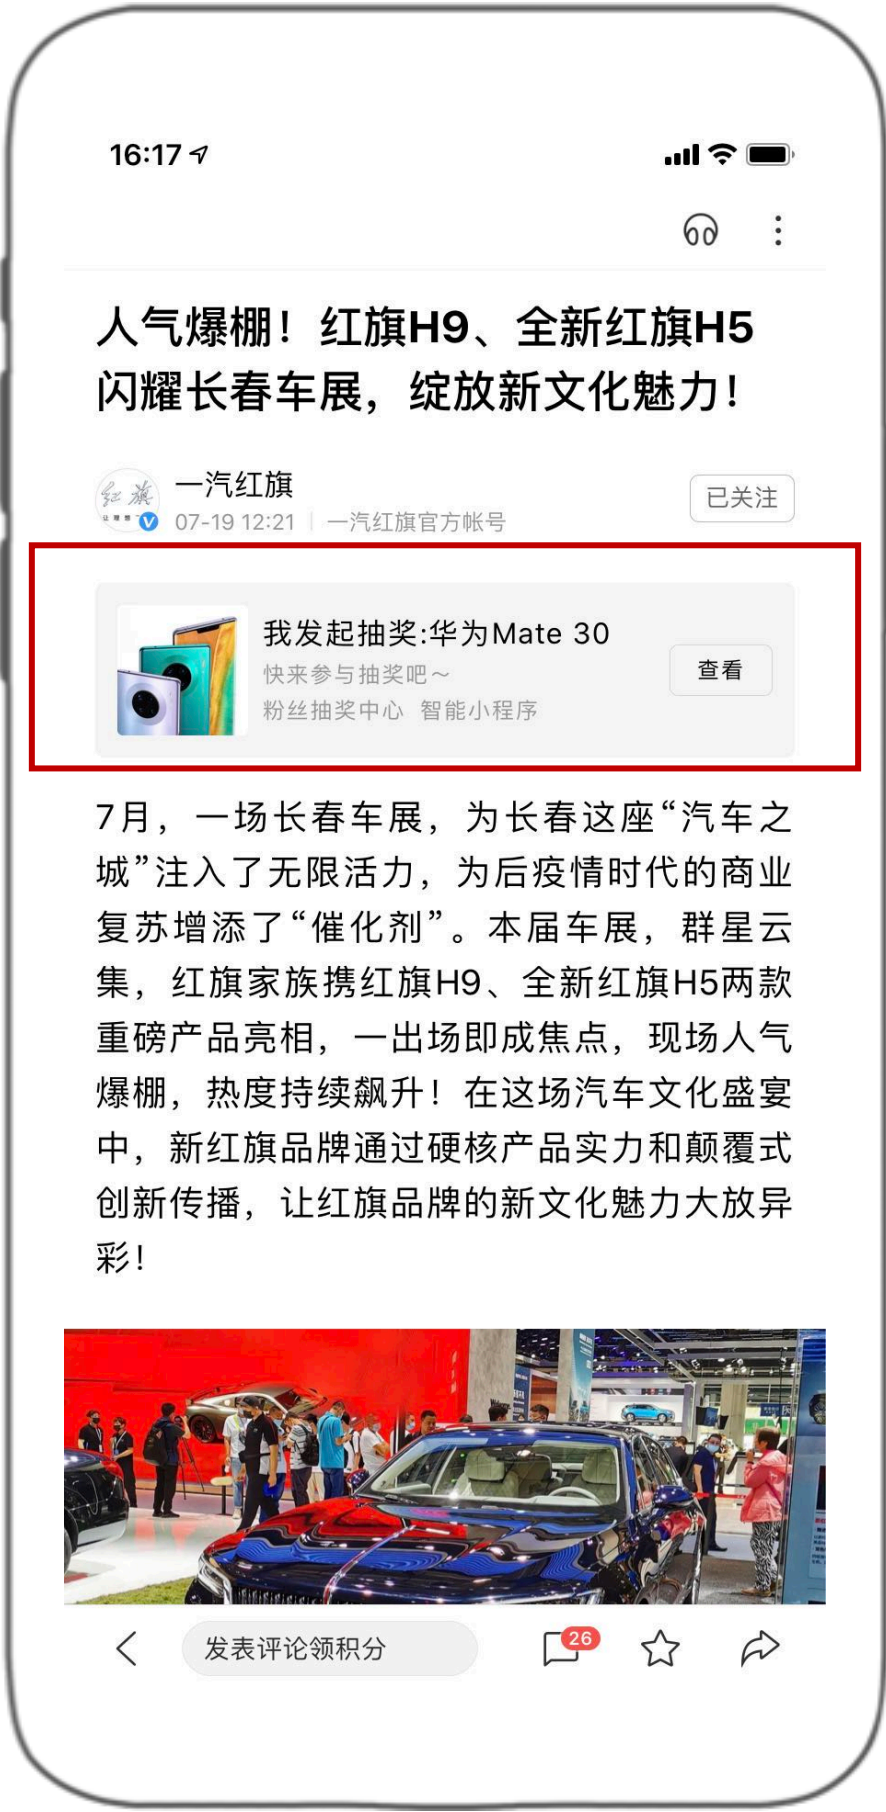 16:17
人气爆棚！红旗H9、全新红旗H5
闪耀长春车展，绽放新文化魅力！
红旗
一汽红旗
已关注
07-19 12:21 一汽红旗官方帐号
我发起抽奖:华为Mate 30
快来参与抽奖吧～
查看
粉丝抽奖中心 智能小程序
7月，一场长春车展，为长春这座“汽车之
城”注入了无限活力，为后疫情时代的商业
复苏增添了“催化剂”。本届车展，群星云
集，红旗家族携红旗H9、全新红旗H5两款
重磅产品亮相，一出场即成焦点，现场人气
爆棚，热度持续飙升！在这场汽车文化盛宴
中，新红旗品牌通过硬核产品实力和颠覆式
创新传播，让红旗品牌的新文化魅力大放异
彩！
发表评论领积分
26